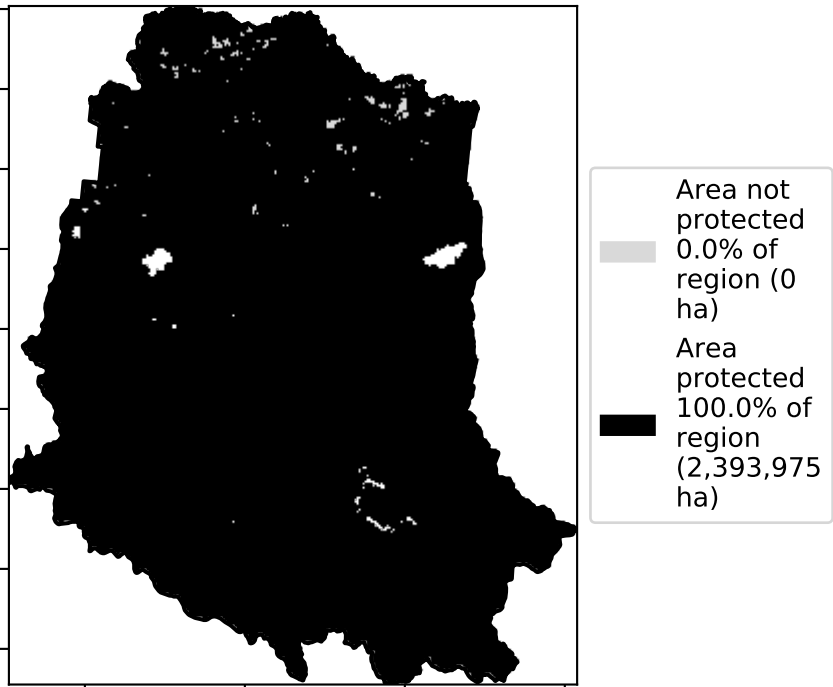 Area not
protected
0.0% of
region (0
ha)
Area
protected
100.0% of
region
(2,393,975
ha)